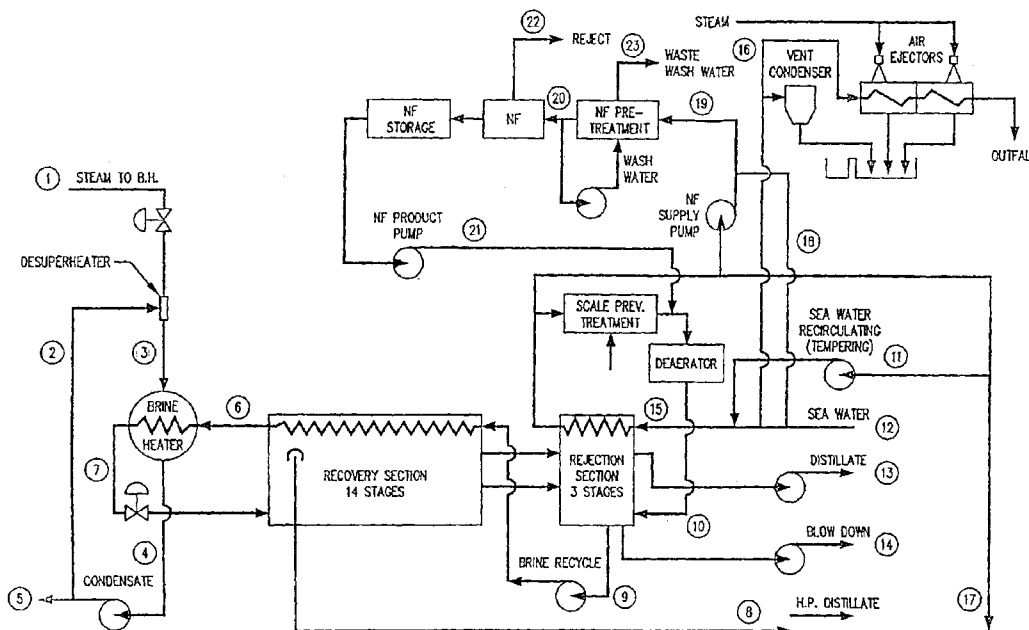 22
REJECT
23
WASTE
WASH WATER
16
STEAM
AIR
EJECTORS
VENT
CONDENSER
OUTFAL
NF
STORAGE
NF
20
NF PRE-
TREATMENT
19
WASH
WATER
1
STEAM TO B.H.
NF PRODUCT
PUMP
21
NF
SUPPLY
PUMP
18
DESUPERHEATER
SCALE PREV.
TREATMENT
SEA WATER
RECIRCULATING
(TEMPERING)
2
3
DEAERATOR
11
BRINE
HEATER
6
15
SEA WATER
12
7
RECOVERY SECTION
14 STAGES
REJECTION
SECTION
3 STAGES
DISTILLATE
13
10
4
BLOW DOWN
14
CONDENSATE
BRINE RECYCLE
5
9
8
H.P. DISTILLATE
17